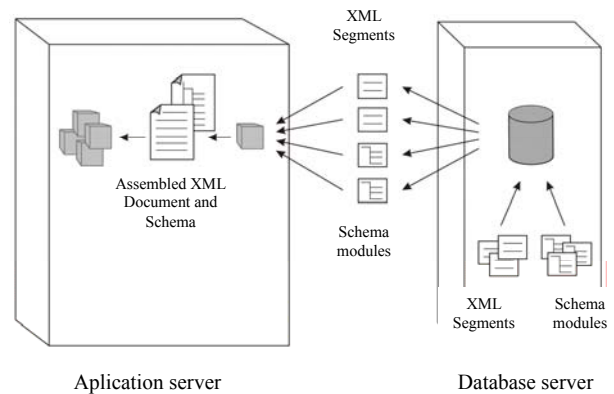 XML
Segments
Assembled XML
Document and
Schema
Schema
modules
XML
Segments
Schema
modules
Aplication server
Database server